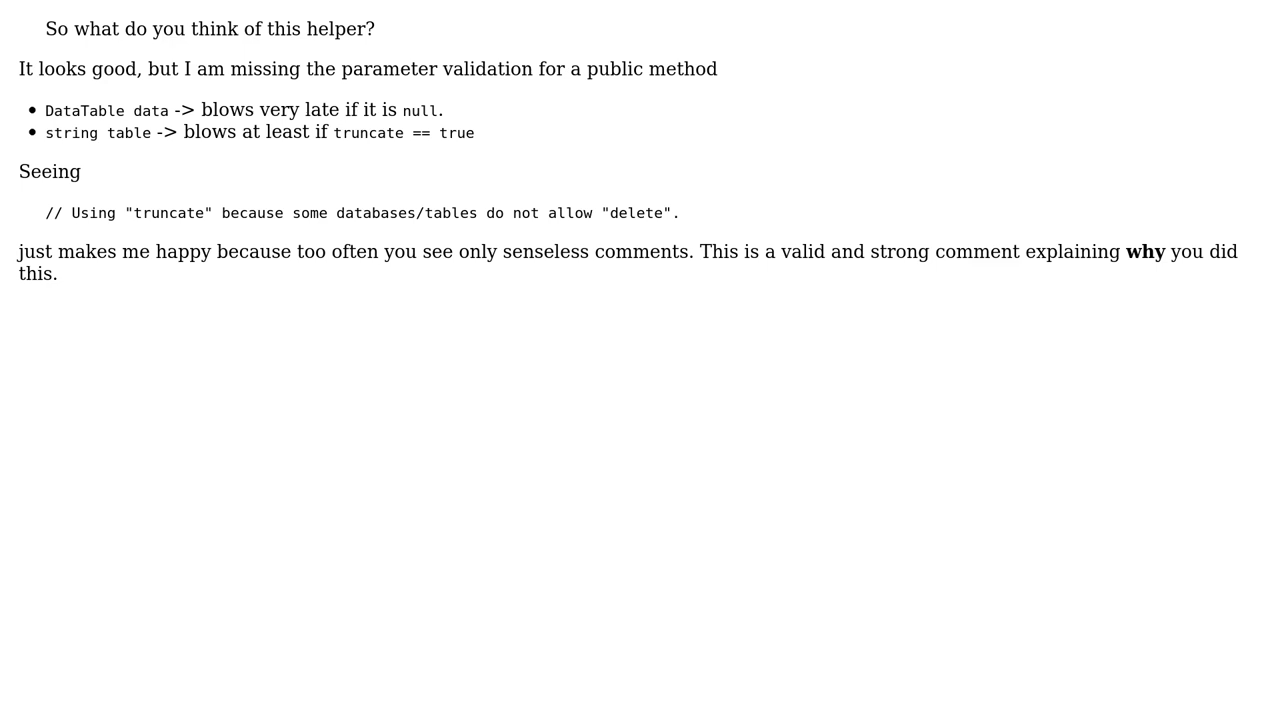 So what do you think of this helper?
It looks good, but I am missing the parameter validation for a public method
• DataTable data -> blows very late if it is null.
• string table -> blows at least if truncate == true
Seeing
// Using "truncate" because some databases/tables do not allow "delete".
just makes me happy because too often you see only senseless comments. This is a valid and strong comment explaining why you did
this.